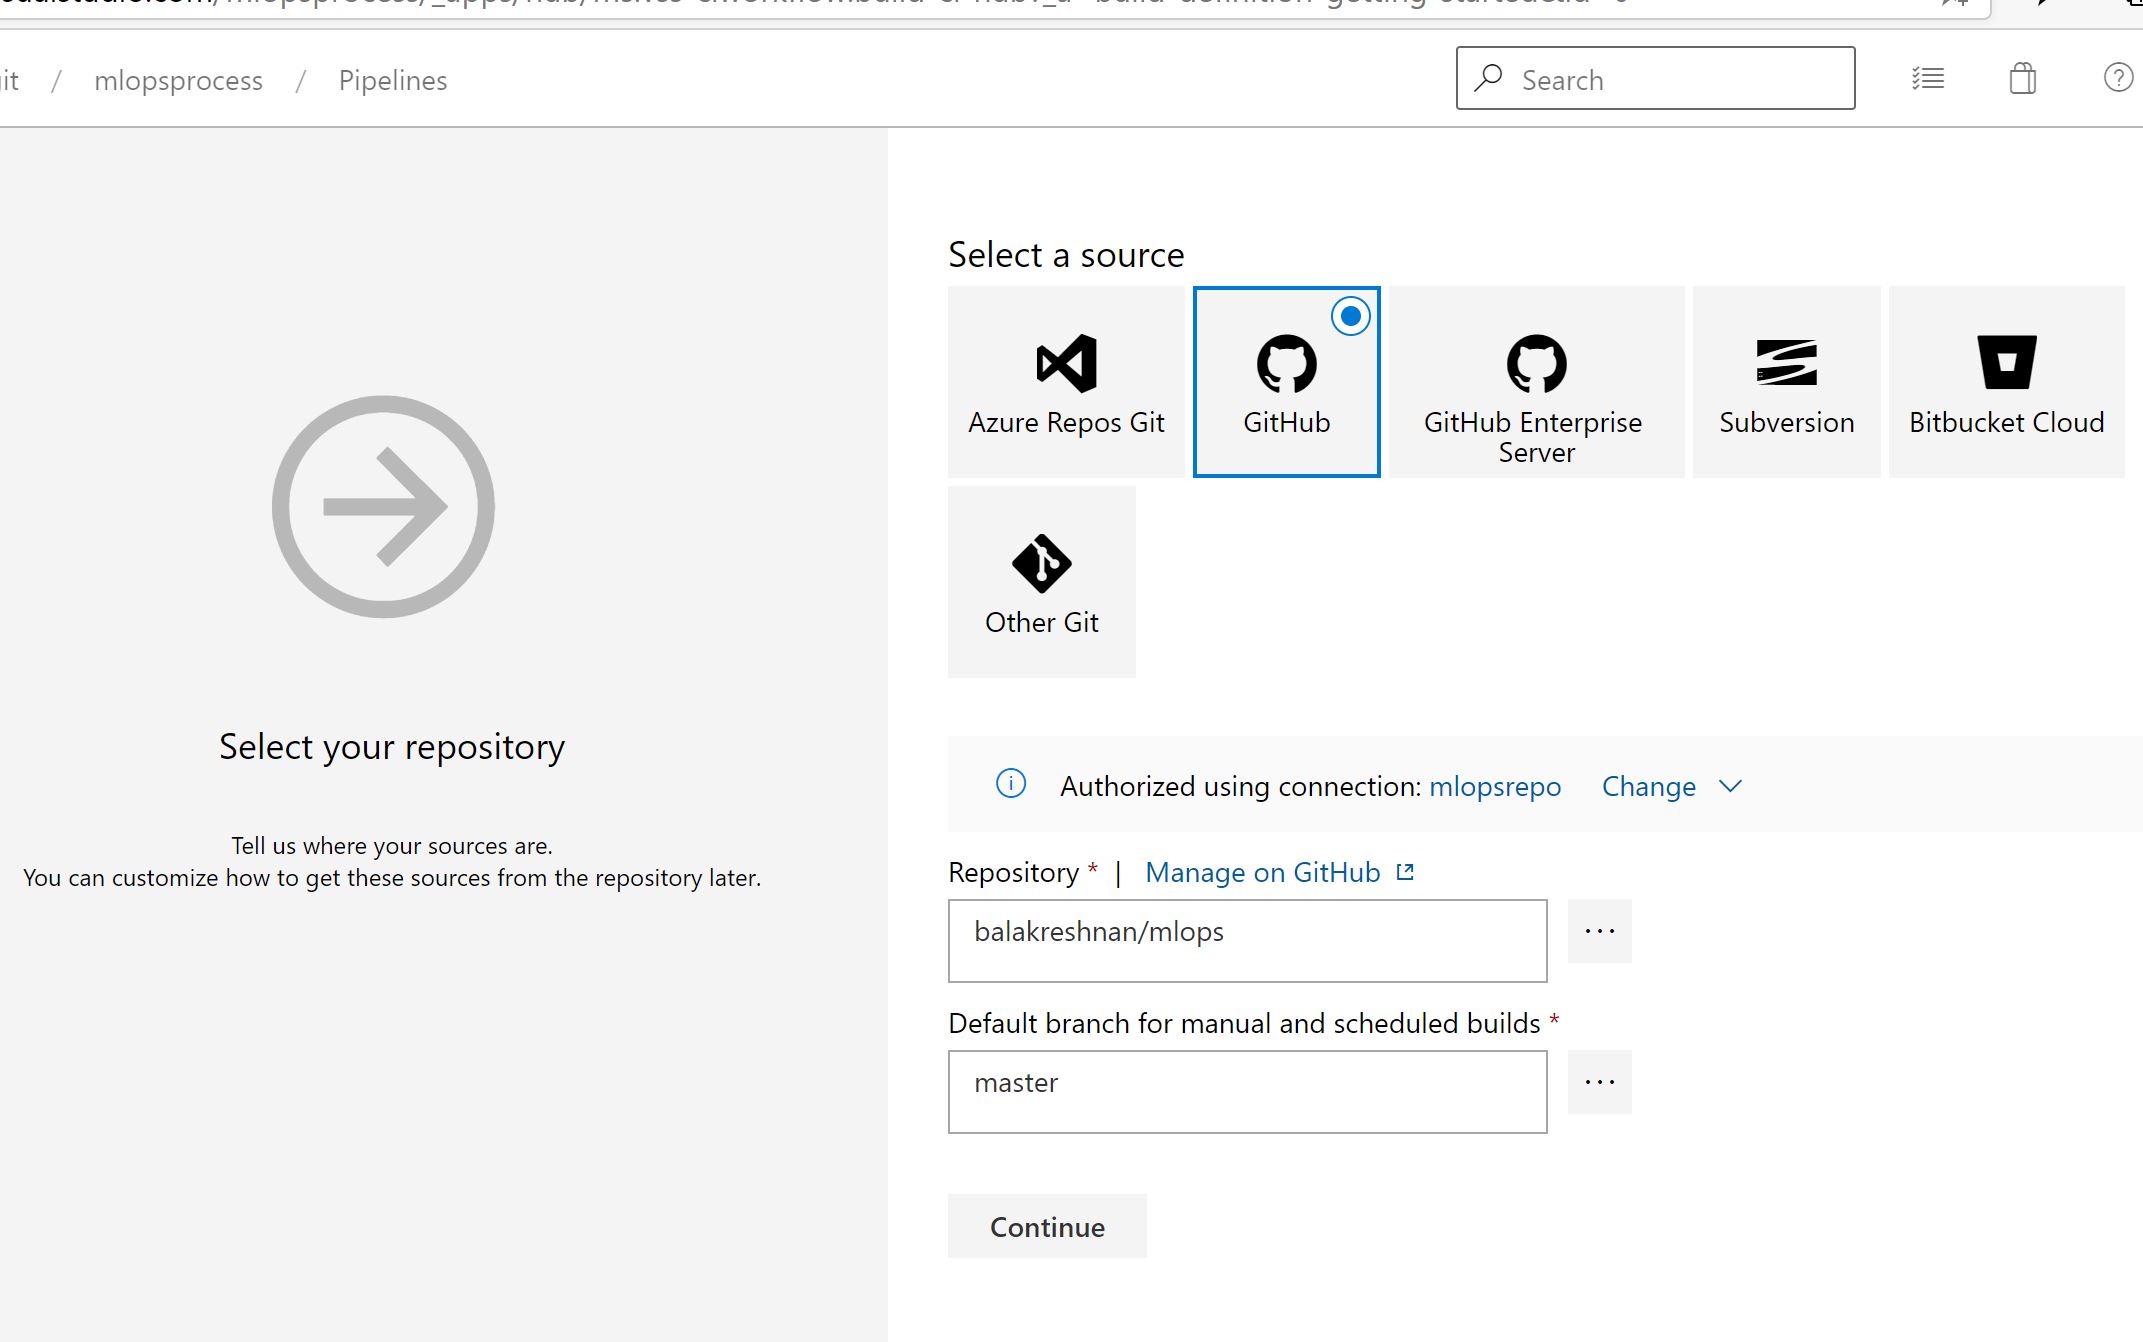 mlopsprocess / Pipelines
Search
Select a source
Azure Repos Git
GitHub
GitHub Enterprise
Server
Subversion
Bitbucket Cloud
Other Git
Select your repository
Tell us where your sources are.
You can customize how to get these sources from the repository later.
Authorized using connection: mlopsrepo Change
Repository * | Manage on GitHub
balakreshnan/mlops
...
Default branch for manual and scheduled builds *
master
...
Continue